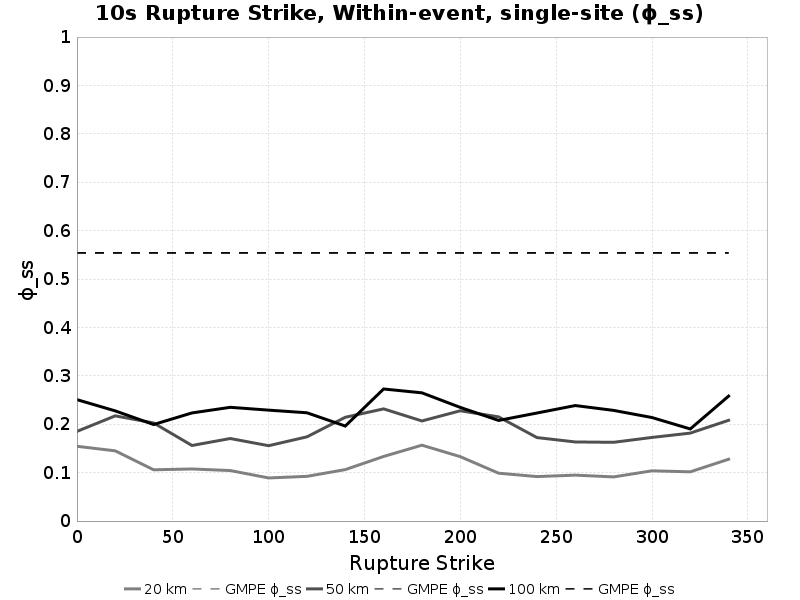 10s Rupture Strike, Within-event, single-site (ϕ_ss)
1
0.9
0.8
0.7
0.6
0.5
0.4
0.3
0.2
0.1
0
ϕ_ss
0 50 100 150 200 250 300 350
Rupture Strike
20 km GMPE ϕ_ss 50 km GMPE ϕ_ss 100 km GMPE ϕ_ss